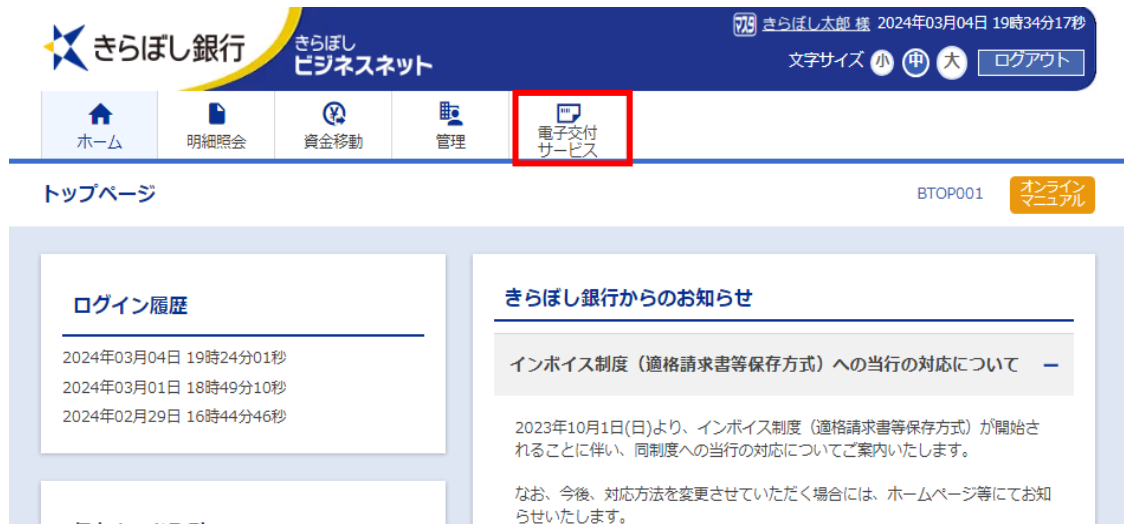 きらぼし銀行
きらぼし
ビジネスネット
きらぼし太郎 様 2024年03月04日 19時34分17秒
文字サイズ 小 中 大 ログアウト
ホーム
明細照会
資金移動
管理
電子交付
サービス
トップページ
BTOP001
オンライン
マニュアル
ログイン履歴
2024年03月04日 19時24分01秒
2024年03月01日 18時49分10秒
2024年02月29日 16時44分46秒
きらぼし銀行からのお知らせ
インボイス制度（適格請求書等保存方式）への当行の対応について
2023年10月1日(日)より、インボイス制度（適格請求書等保存方式）が開始さ
れることに伴い、同制度への当行の対応についてご案内いたします。
なお、今後、対応方法を変更させていただく場合には、ホームページ等にてお知
らせいたします。